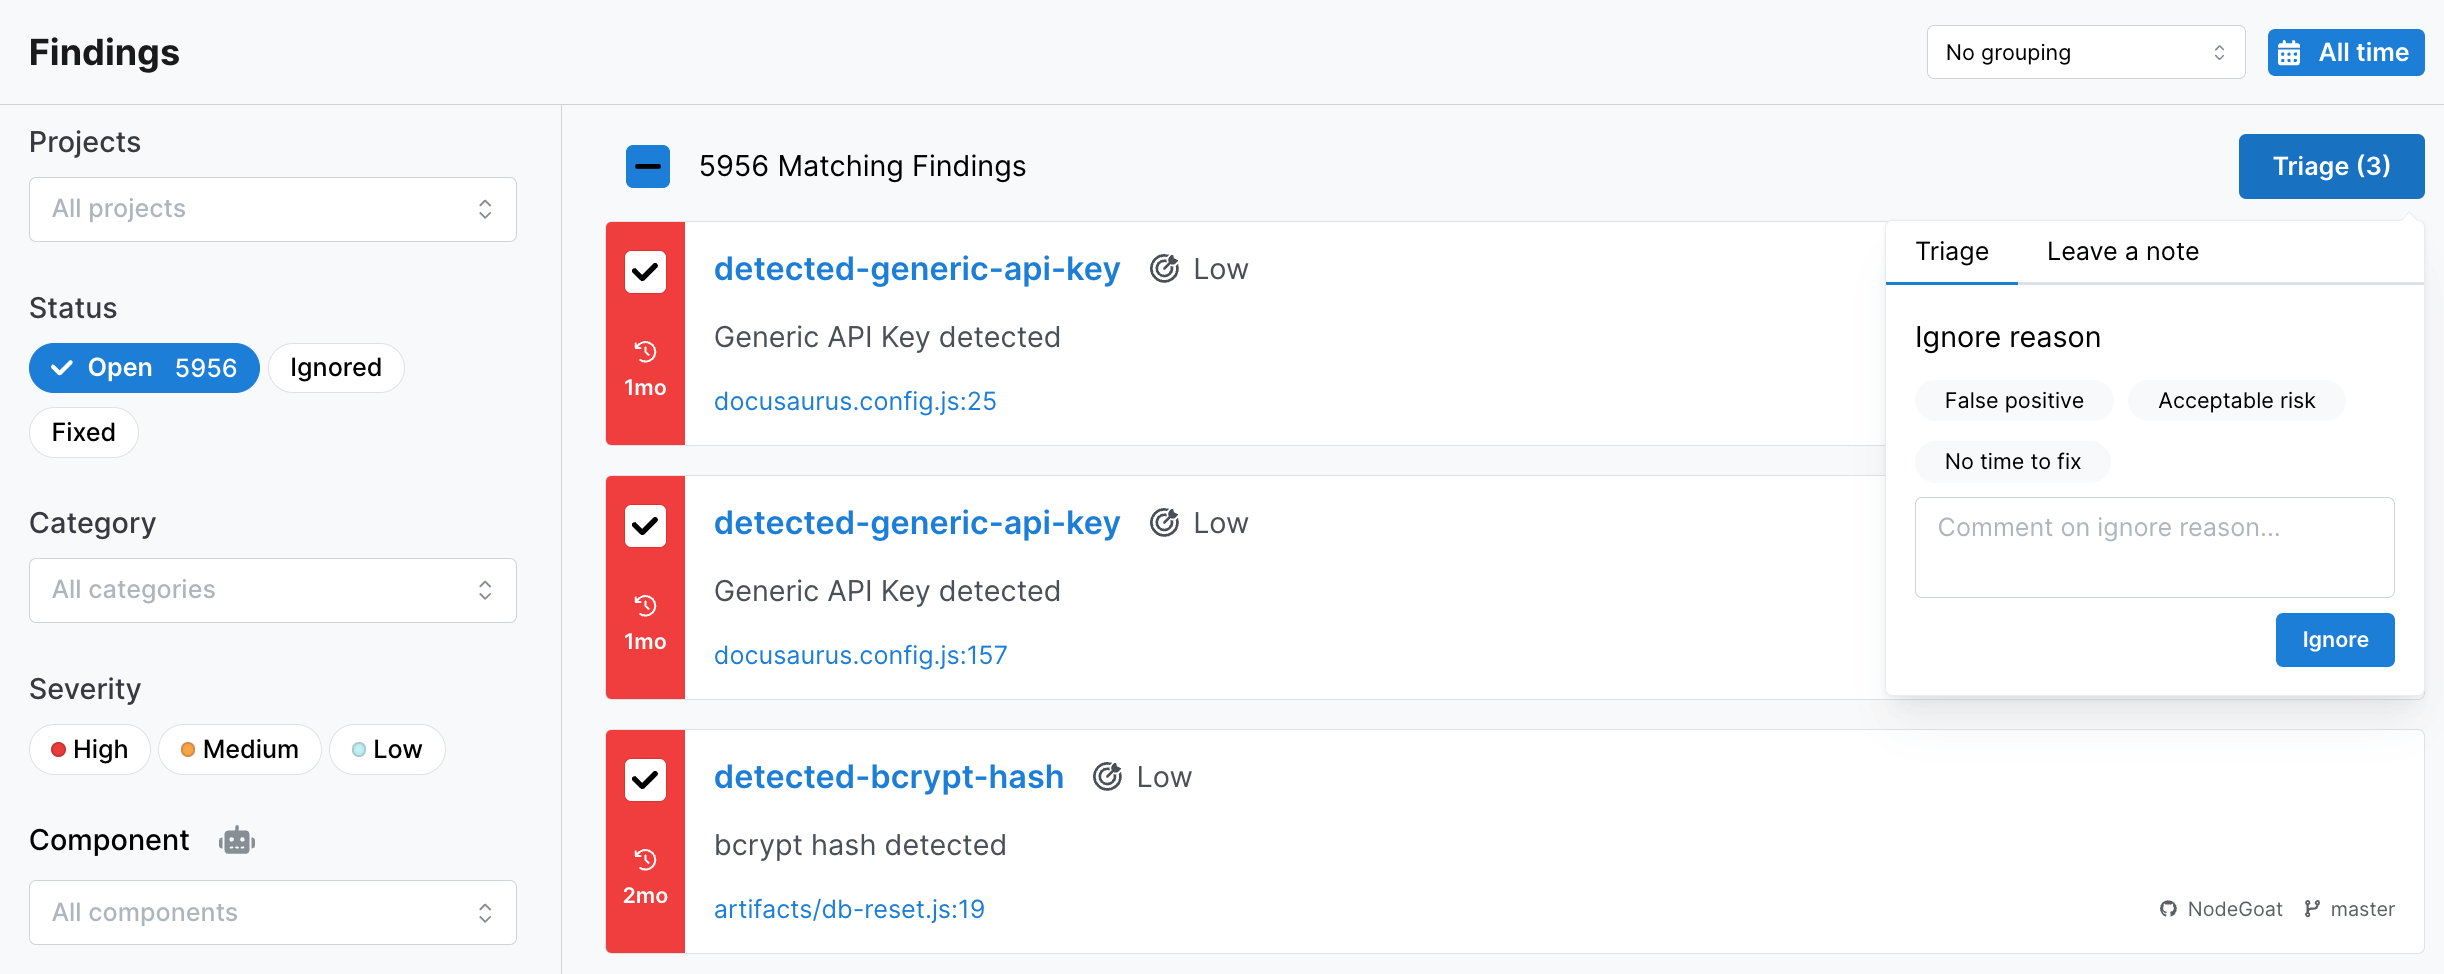 Findings
No grouping
All time
Projects
All projects
Status
Open 5956
Ignored
Fixed
Category
All categories
Severity
High
Medium
Low
Component
All components
5956 Matching Findings
Triage (3)
detected-generic-api-key Low
Generic API Key detected
1mo
docusaurus.config.js:25
detected-generic-api-key Low
Generic API Key detected
1mo
docusaurus.config.js:157
detected-bcrypt-hash Low
bcrypt hash detected
2mo
artifacts/db-reset.js:19
NodeGoat master
Triage
Leave a note
Ignore reason
False positive
Acceptable risk
No time to fix
Comment on ignore reason...
Ignore